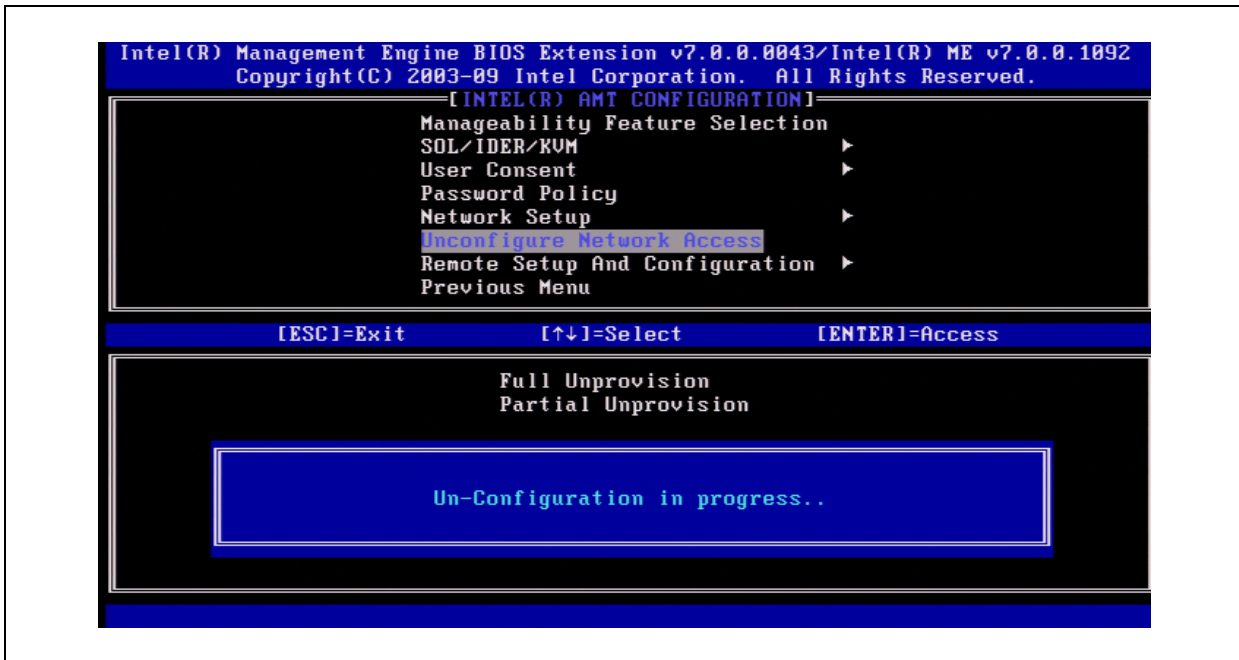 Intel(R) Management Engine BIOS Extension v7.0.0.0043/Intel(R) ME v7.0.0.1092
Copyright(C) 2003-09 Intel Corporation. All Rights Reserved.
[INTEL(R) AMT CONFIGURATION]
Manageability Feature Selection
SOL/IDER/KVM ►
User Consent ►
Password Policy
Network Setup ►
Unconfigure Network Access
Remote Setup And Configuration ►
Previous Menu
[ESC]=Exit [↑↓]=Select [ENTER]=Access
Full Unprovision
Partial Unprovision
Un-Configuration in progress..